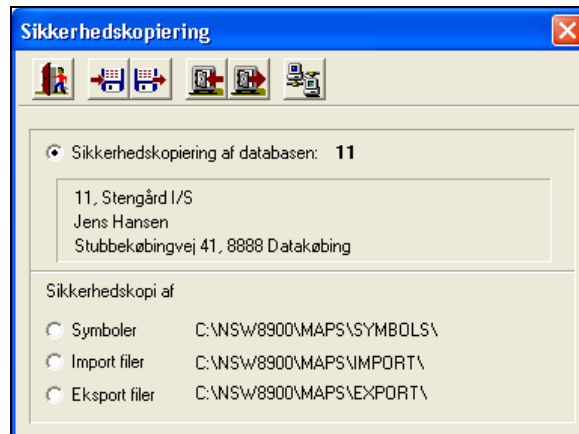 Sikkerhedskopiering
Sikkerhedskopiering af databasen: 11
11, Stengård I/S
Jens Hansen
Stubbekøbingvej 41, 8888 Datakøbing
Sikkerhedskopi af
Symboler C:\NSW8900\MAPS\SYMBOLS\
Import filer C:\NSW8900\MAPS\IMPORT\
Eksport filer C:\NSW8900\MAPS\EXPORT\